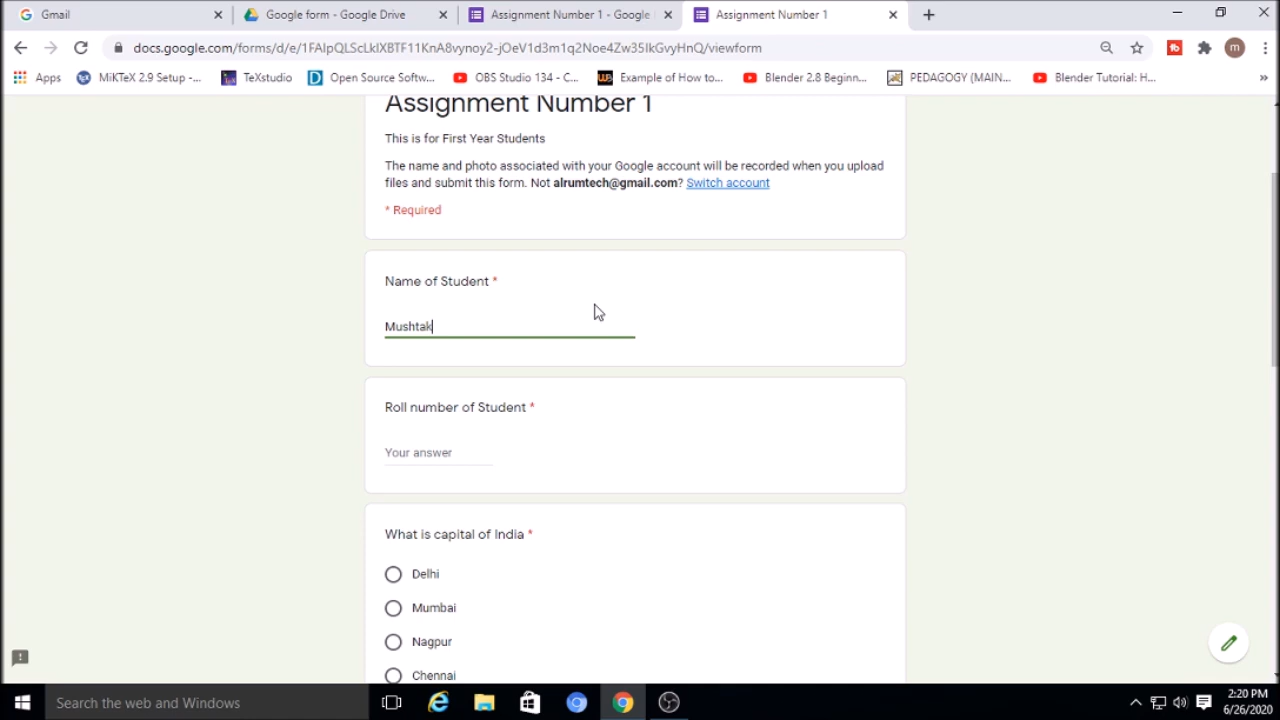 Gmail
Google form - Google Drive
Assignment Number 1 - Google
Assignment Number 1
docs.google.com/forms/d/e/1FAIpQLScLkIXBTF11KnA8vynoy2-jOeV1d3m1q2Noe4Zw35IkGvyHnQ/viewform
m
Apps
MiKTeX 2.9 Setup -...
TeXstudio
Open Source Softw...
OBS Studio 134 - C...
Example of How to...
Blender 2.8 Beginn...
PEDAGOGY (MAIN...
Blender Tutorial: H...
Assignment Number 1
This is for First Year Students
The name and photo associated with your Google account will be recorded when you upload
files and submit this form. Not alrumtech@gmail.com? Switch account
* Required
Name of Student *
Mushtak
Roll number of Student *
Your answer
What is capital of India *
Delhi
Mumbai
Nagpur
Chennai
Search the web and Windows
2:20 PM
6/26/2020